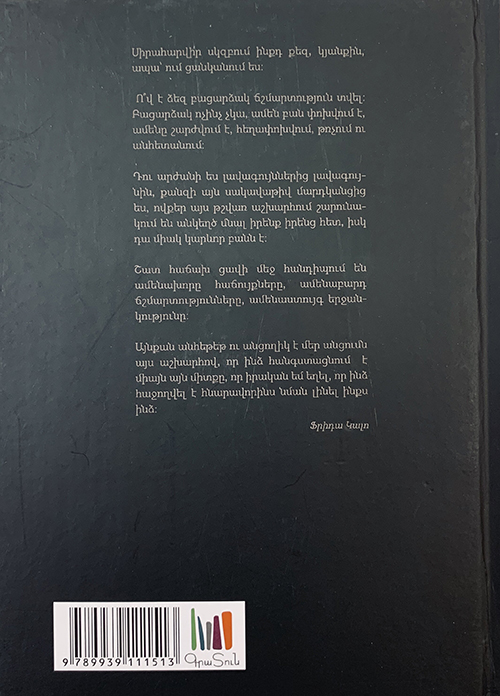 Սիրահարվի՛ր սկզբում ինքդ քեզ, կյանքին,
ապա՝ ում ցանկանում ես։
Ո՞վ է ձեզ բացարձակ ճշմարտություն տվել։
Բացարձակ ոչինչ չկա, ամեն բան փոխվում է,
ամենը շարժվում է, հեղափոխվում, թռչում ու
անհետանում։
Դու արժանի ես լավագույններից լավագույ-
նին, քանզի այն սակավաթիվ մարդկանցից
ես, ովքեր այս թշվառ աշխարհում շարունա-
կում են անկեղծ մնալ իրենք իրենց հետ, իսկ
դա միակ կարևոր բանն է։
Շատ հաճախ ցավի մեջ հանդիպում են
ամենախորը հաճույքները, ամենաբարդ
ճշմարտությունները, ամենաստույգ երջան-
կությունը։
Այնքան անհեթեթ ու անցողիկ է մեր անցումն
այս աշխարհով, որ ինձ հանգստացնում է
միայն այն միտքը, որ իրական եմ եղել, որ ինձ
հաջողվել է հնարավորինս նման լինել ինքս
ինձ։
Ֆրիդա Կալո
ԳրաՏուն
9 789939 111513